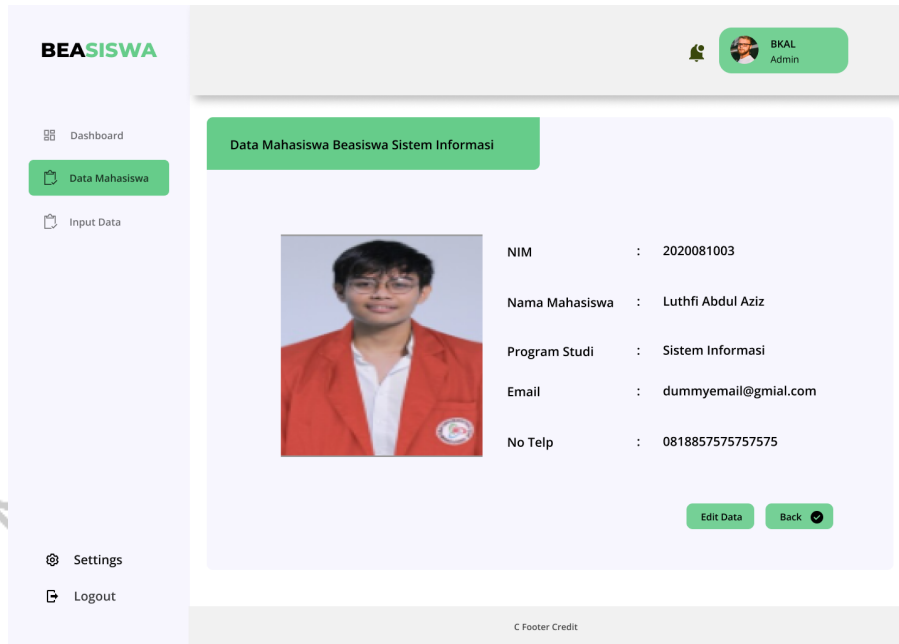 BEASISWA
BKAL
Admin
Dashboard
Data Mahasiswa
Input Data
Settings
Logout
Data Mahasiswa Beasiswa Sistem Informasi
NIM : 2020081003
Nama Mahasiswa : Luthfi Abdul Aziz
Program Studi : Sistem Informasi
Email : dummyemail@gmial.com
No Telp : 0818857575757575
Edit Data
Back
C Footer Credit